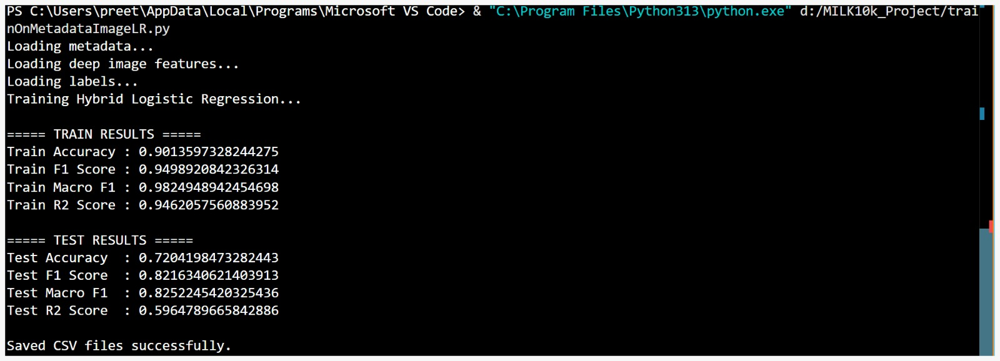 PS C:\Users\preet\AppData\Local\Programs\Microsoft VS Code> & "C:\Program Files\Python313\python.exe" d:/MILK10k_Project/trai
nOnMetadataImageLR.py
Loading metadata...
Loading deep image features...
Loading labels...
Training Hybrid Logistic Regression...
===== TRAIN RESULTS =====
Train Accuracy : 0.9013597328244275
Train F1 Score : 0.9498920842326314
Train Macro F1 : 0.9824948942454698
Train R2 Score : 0.9462057560883952
===== TEST RESULTS =====
Test Accuracy  : 0.7204198473282443
Test F1 Score  : 0.8216340621403913
Test Macro F1  : 0.8252245420325436
Test R2 Score  : 0.5964789665842886
Saved CSV files successfully.